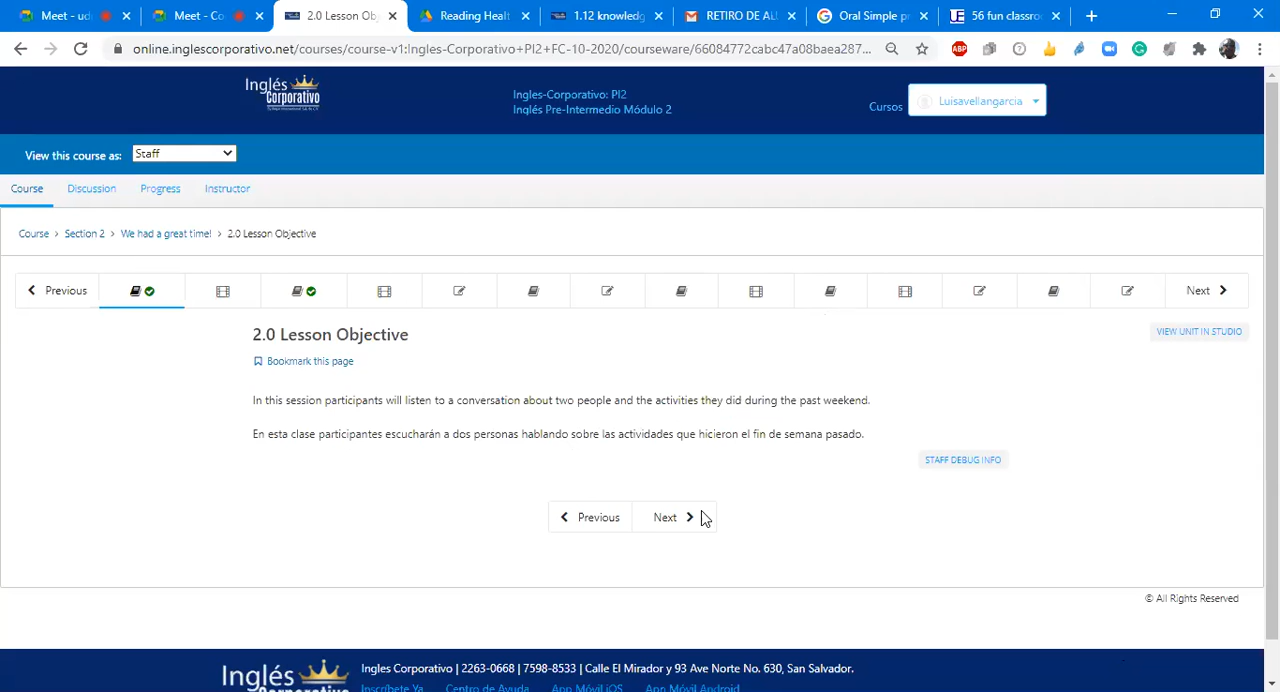 Meet - ud
Meet - Co
2.0 Lesson Obj
Reading Healt
1.12 knowledg
RETIRO DE AL
Oral Simple p
56 fun classro
online.inglescorporativo.net/courses/course-v1:Ingles-Corporativo+PI2+FC-10-2020/courseware/66084772cabc47a08baea287...
ABP
Inglés
Corporativo
Ingles-Corporativo: PI2
Inglés Pre-Intermedio Módulo 2
Cursos
Luisavellangarcia
View this course as: Staff
Course Discussion Progress Instructor
Course > Section 2 > We had a great time! > 2.0 Lesson Objective
Previous
Next
2.0 Lesson Objective
VIEW UNIT IN STUDIO
Bookmark this page
In this session participants will listen to a conversation about two people and the activities they did during the past weekend.
En esta clase participantes escucharán a dos personas hablando sobre las actividades que hicieron el fin de semana pasado.
STAFF DEBUG INFO
Previous Next
© All Rights Reserved
Inglés
Ingles Corporativo | 2263-0668 | 7598-8533 | Calle El Mirador y 93 Ave Norte No. 630, San Salvador.
Inscríbete Ya Centro de Ayuda App Móvil iOS App Móvil Android